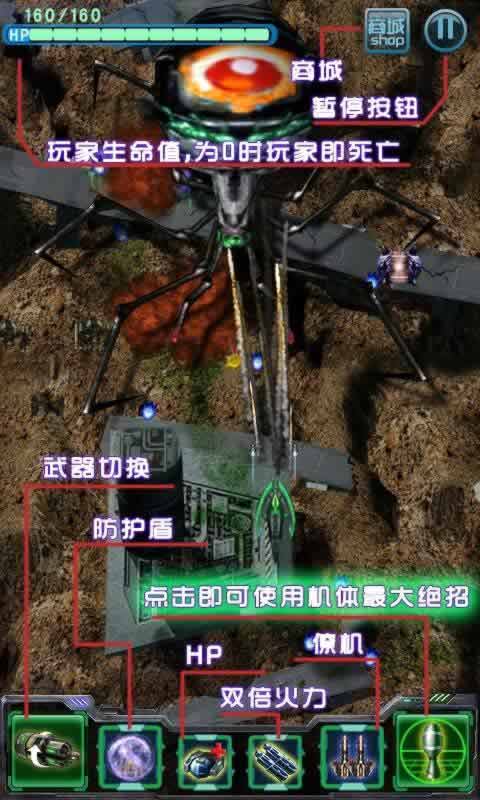 160/160
HP
商城
shop
商城
暂停按钮
玩家生命值,为0时玩家即死亡
武器切换
防护盾
点击即可使用机体最大绝招
HP
僚机
双倍火力